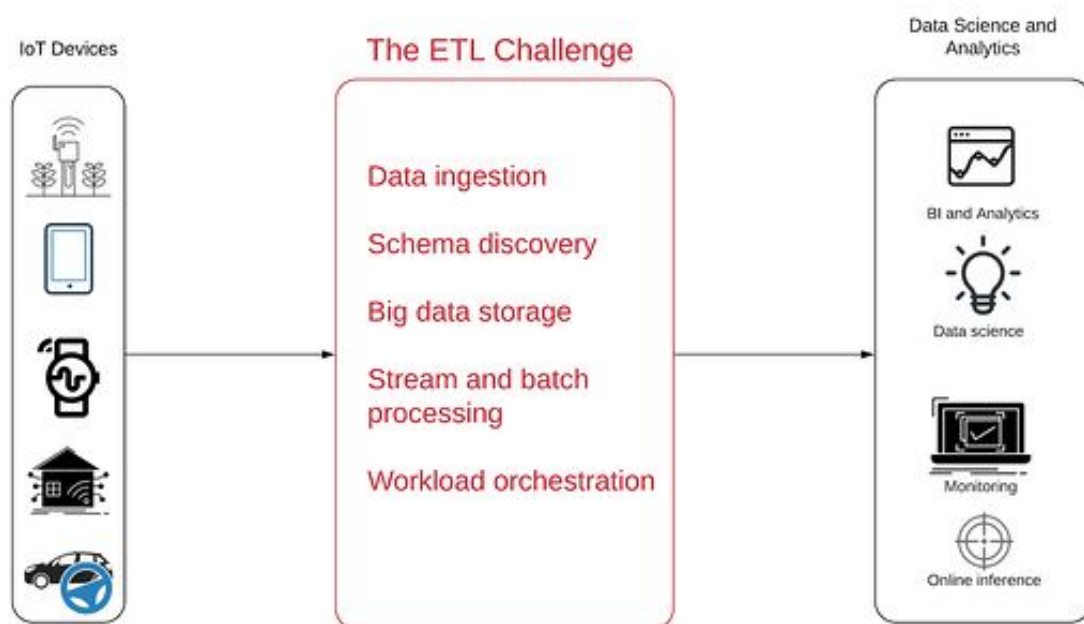 IoT Devices
The ETL Challenge
Data ingestion
Schema discovery
Big data storage
Stream and batch
processing
Workload orchestration
Data Science and
Analytics
BI and Analytics
Data science
Monitoring
Online inference